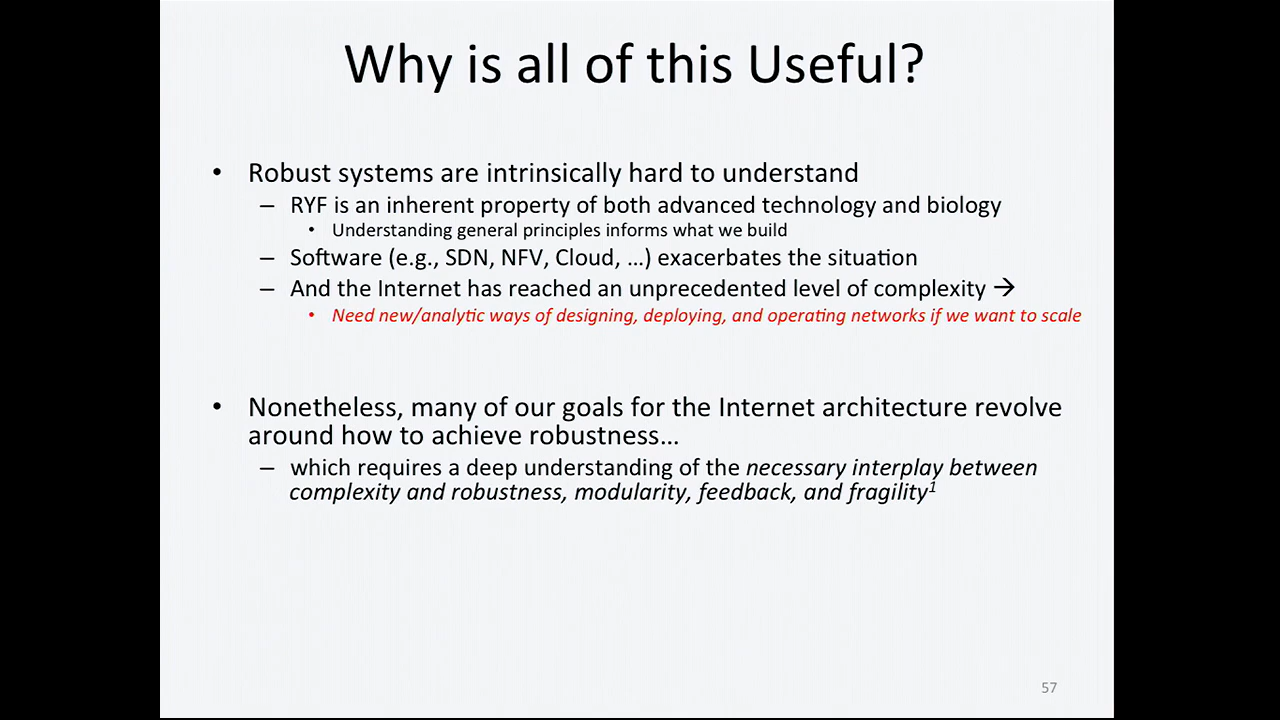 Why is all of this Useful?
• Robust systems are intrinsically hard to understand
– RYF is an inherent property of both advanced technology and biology
• Understanding general principles informs what we build
– Software (e.g., SDN, NFV, Cloud, …) exacerbates the situation
– And the Internet has reached an unprecedented level of complexity →
• Need new/analytic ways of designing, deploying, and operating networks if we want to scale
• Nonetheless, many of our goals for the Internet architecture revolve
around how to achieve robustness…
– which requires a deep understanding of the necessary interplay between
complexity and robustness, modularity, feedback, and fragility¹
57